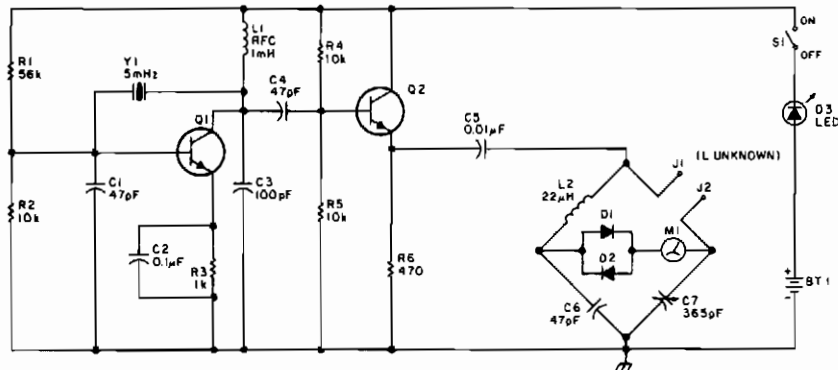 R1
56k
Y1
5mHz
Q1
L1
RFC
1mH
C4
47pF
R4
10k
Q2
C5
0.01µF
S1
ON
OFF
D3
LED
J1
(L UNKNOWN)
J2
L2
22µH
D1
D2
M1
R2
10k
C1
47pF
C2
0.1µF
R3
1k
C3
100pF
R5
10k
R6
470
C6
47pF
C7
365pF
+
BT1
-